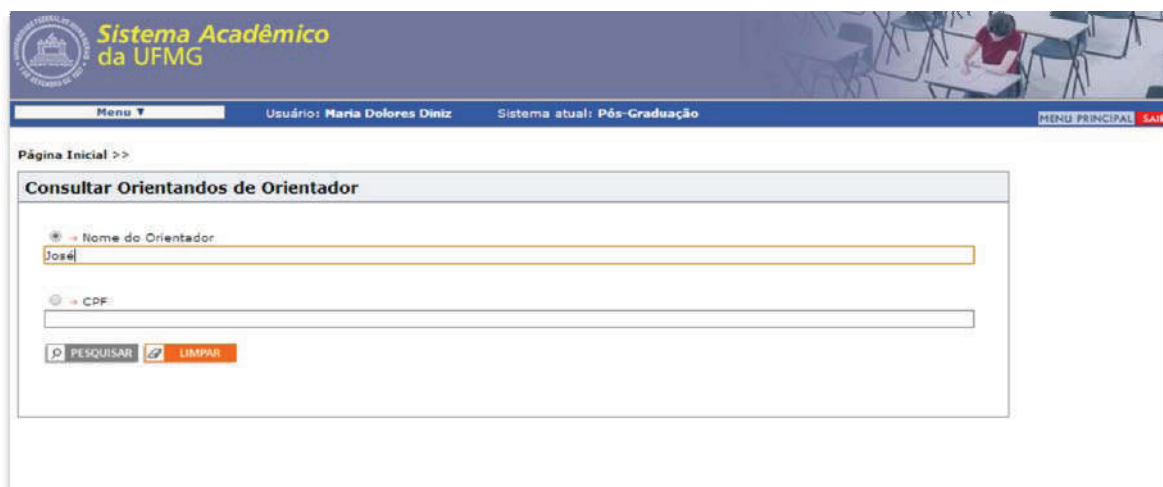 Sistema Acadêmico
da UFMG
Menu ▼ Usuário: Maria Dolores Diniz Sistema atual: Pós-Graduação MENU PRINCIPAL SAIR
Página Inicial >>
Consultar Orientandos de Orientador
Nome do Orientador
José
CPF
PESQUISAR LIMPAR